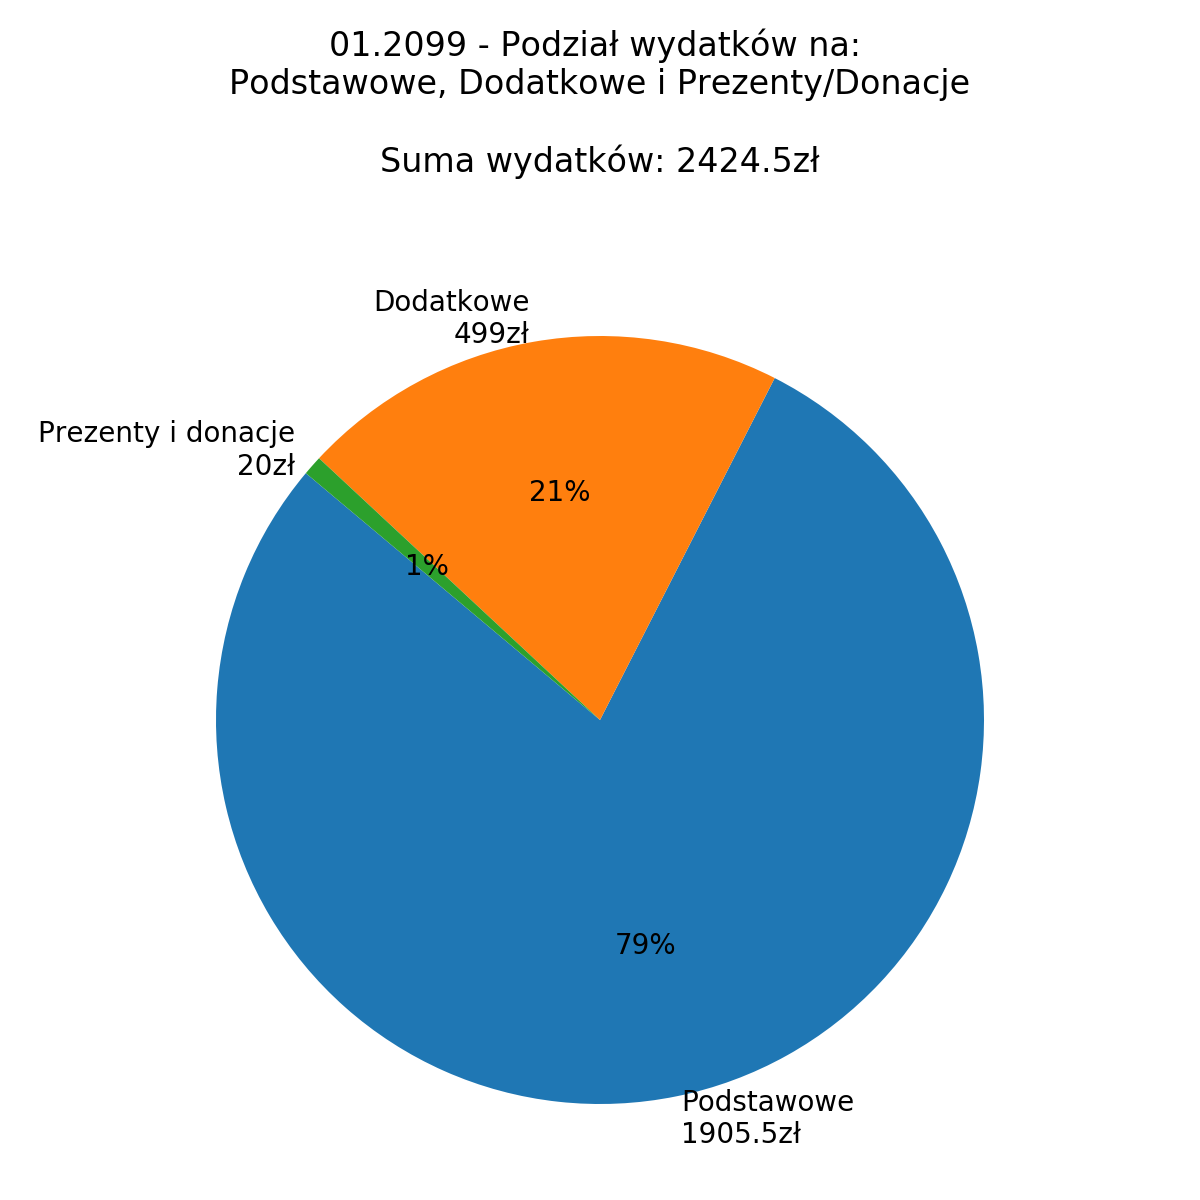 01.2099 - Podział wydatków na:
Podstawowe, Dodatkowe i Prezenty/Donacje
Suma wydatków: 2424.5zł
Dodatkowe
499zł
Prezenty i donacje
20zł
21%
1%
79%
Podstawowe
1905.5zł